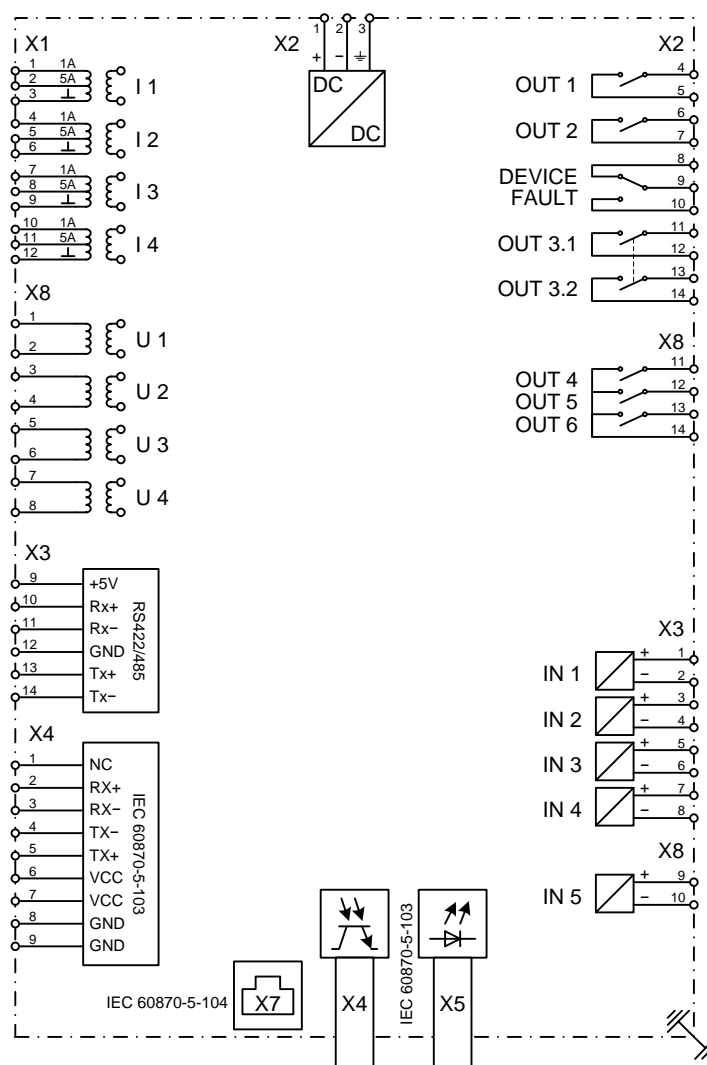 X1
1 1A
2 5A
3
I 1
4 1A
5 5A
6
I 2
7 1A
8 5A
9
I 3
10 1A
11 5A
12
I 4
X8
1
2
U 1
3
4
U 2
5
6
U 3
7
8
U 4
X3
9 +5V
10 Rx+
11 Rx−
12 GND
13 Tx+
14 Tx−
RS422/485
X4
1 NC
2 RX+
3 RX−
4 TX−
5 TX+
6 VCC
7 VCC
8 GND
9 GND
IEC 60870-5-103
X2
1 2 3
+ −
DC
DC
X2
OUT 1
4
5
OUT 2
6
7
DEVICE
FAULT
8
9
10
OUT 3.1
11
12
OUT 3.2
13
14
X8
OUT 4
OUT 5
OUT 6
11
12
13
14
X3
IN 1
+ 1
− 2
IN 2
+ 3
− 4
IN 3
+ 5
− 6
IN 4
+ 7
− 8
X8
IN 5
+ 9
− 10
IEC 60870-5-104
X7
X4
IEC 60870-5-103
X5